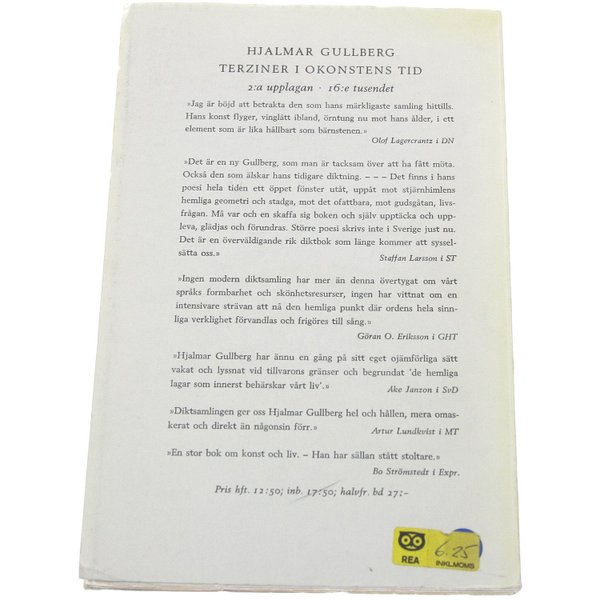 HJALMAR GULLBERG
TERZINER I OKONSTENS TID
2:a upplagan · 16:e tusendet
»Jag är böjd att betrakta den som hans märkligaste samling hittills.
Hans konst flyger, vinglätt ibland, örntung nu mot hans ålder, i ett
element som är lika hållbart som bärnstenen.»
Olof Lagercrantz i DN
»Det är en ny Gullberg, som man är tacksam över att ha fått möta.
Också den som älskar hans tidigare diktning. – – – Det finns i hans
poesi hela tiden ett öppet fönster utåt, uppåt mot stjärnhimlens
hemliga geometri och stadga, mot det ofattbara, mot gudsgåtan, livs-
frågan. Må var och en skaffa sig boken och själv upptäcka och upp-
leva, glädjas och förundras. Större poesi skrivs inte i Sverige just nu.
Det är en överväldigande rik diktbok som länge kommer att syssel-
sätta oss.»
Staffan Larsson i ST
»Ingen modern diktsamling har mer än denna övertygat om vårt
språks formbarhet och skönhetsresurser, ingen har vittnat om en
intensivare strävan att nå den hemliga punkt där ordens hela sinn-
liga verklighet förvandlas och frigöres till sång.»
Göran O. Eriksson i GHT
»Hjalmar Gullberg har ännu en gång på sitt eget ojämförliga sätt
vakat och lyssnat vid tillvarons gränser och begrundat 'de hemliga
lagar som innerst behärskar vårt liv'.»
Åke Janzon i SvD
»Diktsamlingen ger oss Hjalmar Gullberg hel och hållen, mera omas-
kerat och direkt än någonsin förr.»
Artur Lundkvist i MT
»En stor bok om konst och liv. – Han har sällan stått stoltare.»
Bo Strömstedt i Expr.
Pris hft. 12:50; inb. 17:50; halvfr. bd 27:–
6.25
REA
INKL.MOMS